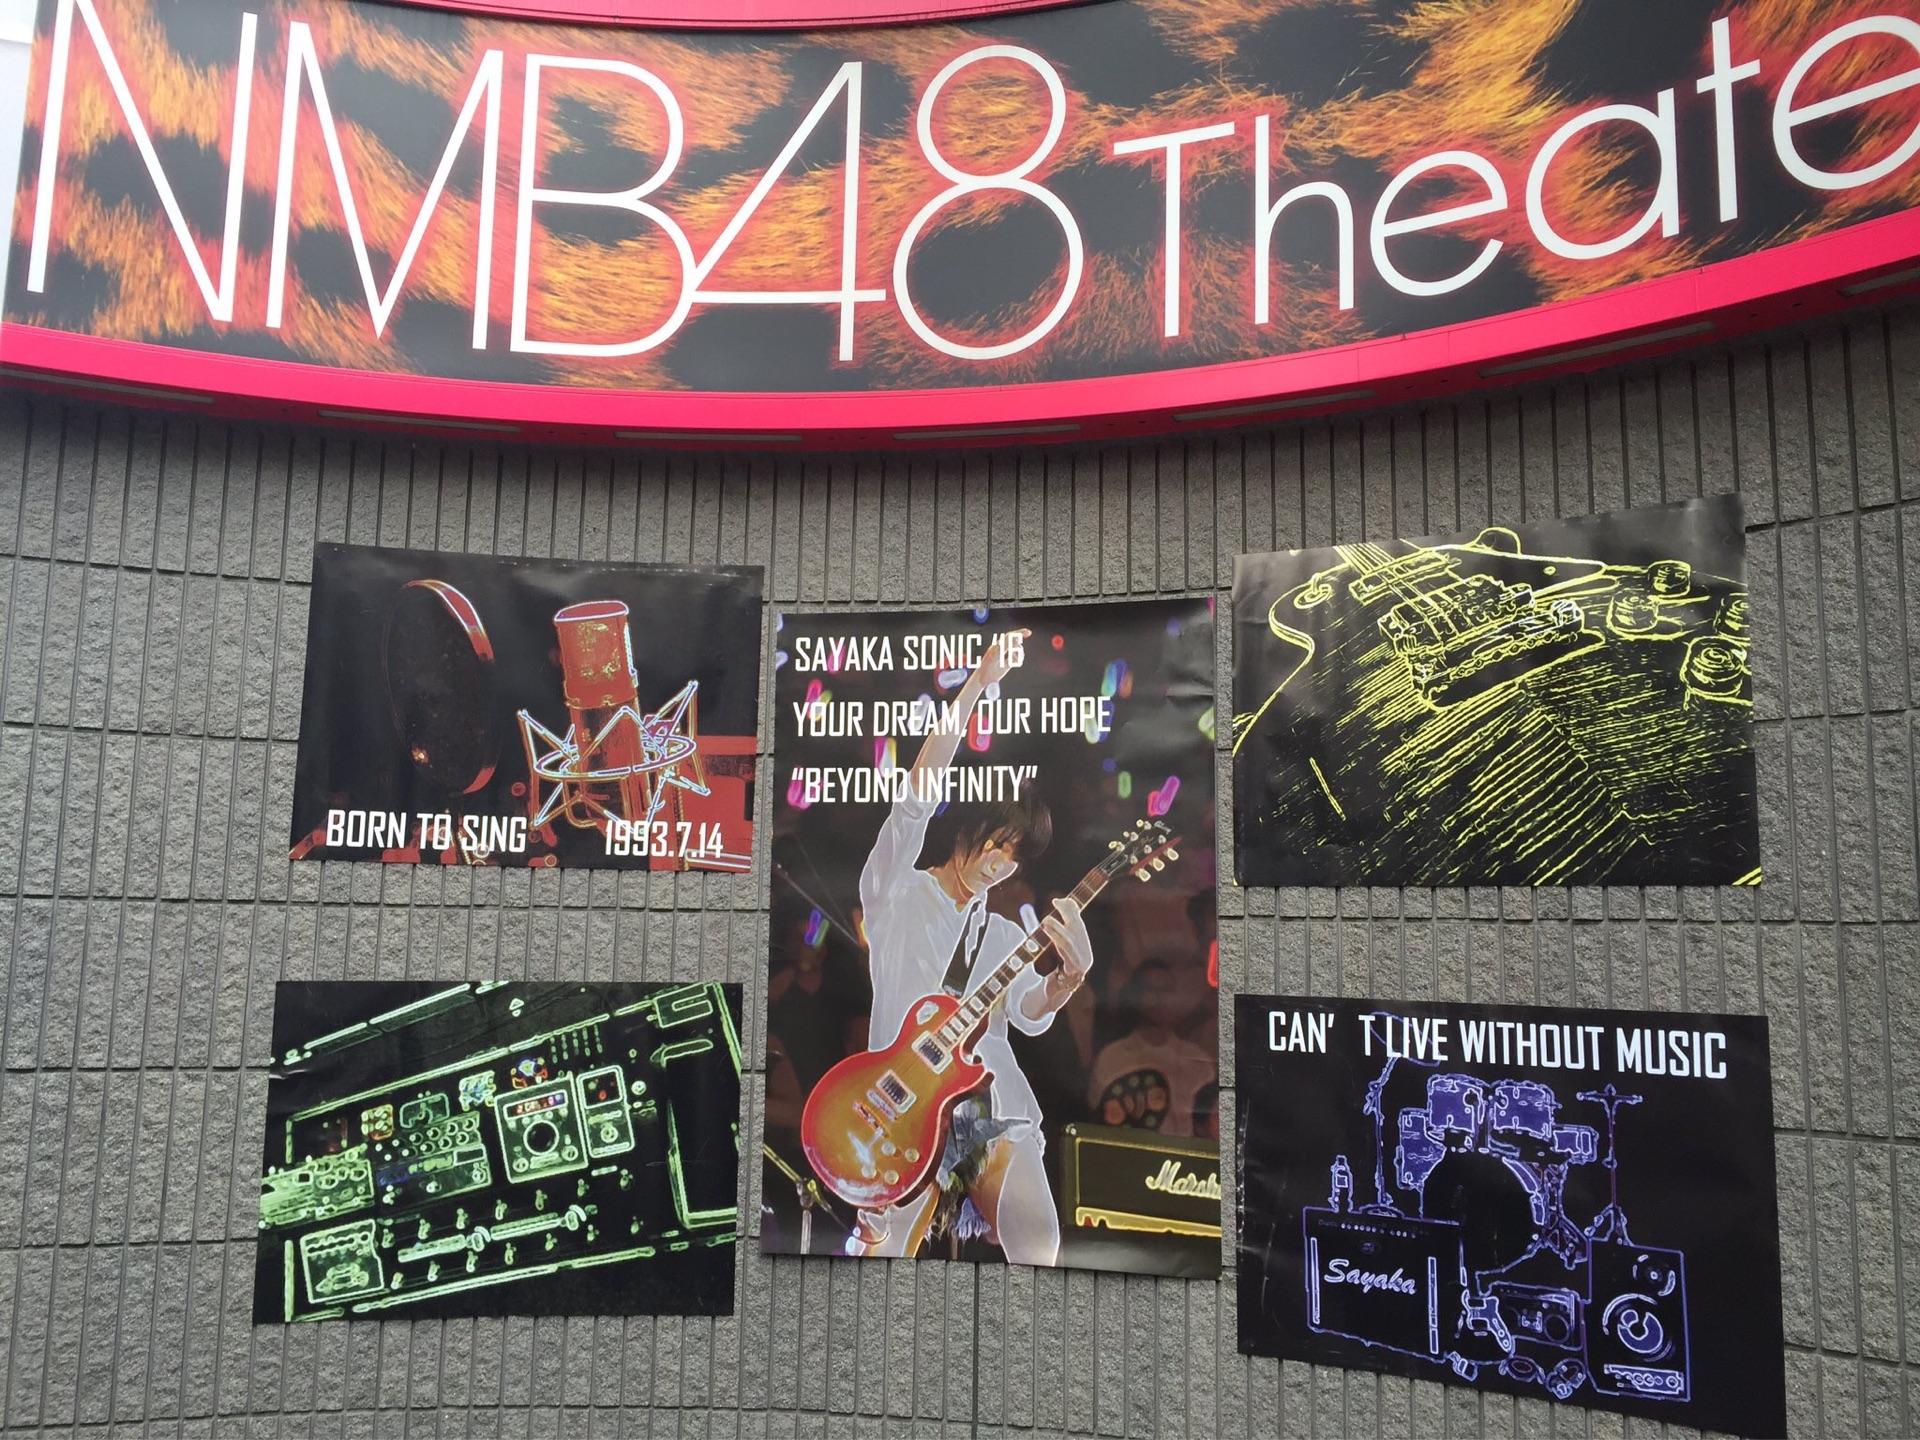 NMB48 Theate
SAYAKA SONIC '16
YOUR DREAM, OUR HOPE
"BEYOND INFINITY"
BORN TO SING 1993.7.14
Marsha
CAN' T LIVE WITHOUT MUSIC
Sayaka